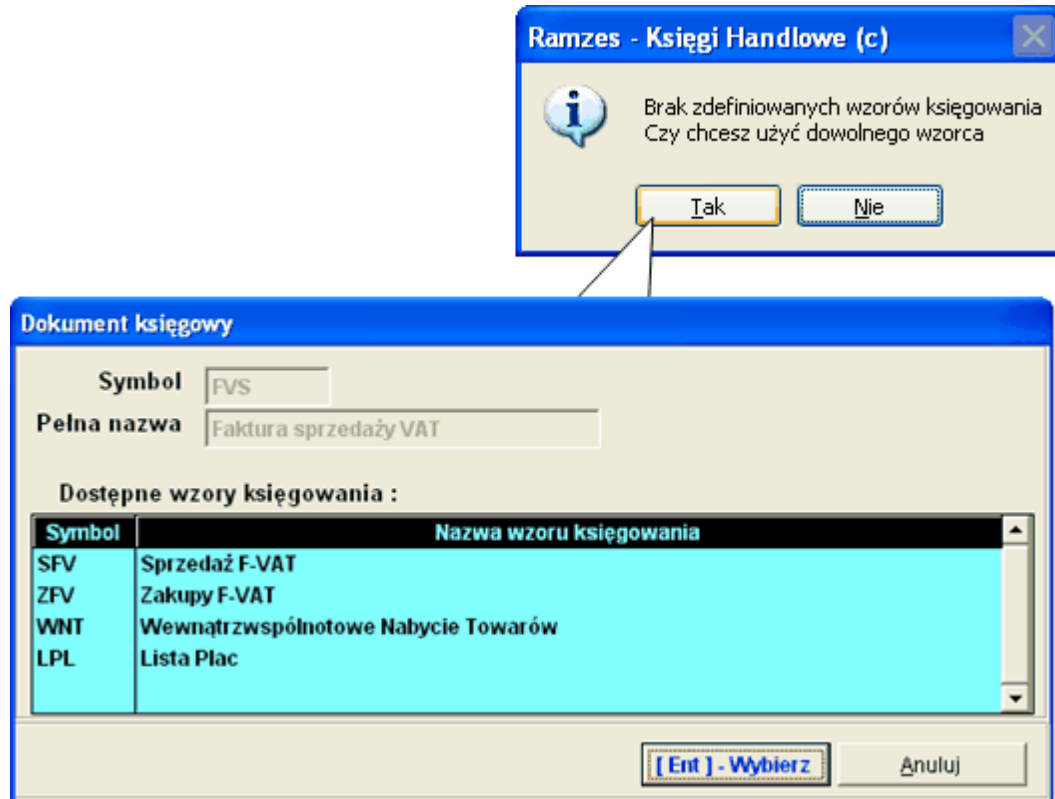 Ramzes - Księgi Handlowe (c)
Brak zdefiniowanych wzorów księgowania
Czy chcesz użyć dowolnego wzorca
Tak Nie
Dokument księgowy
Symbol FVS
Pełna nazwa Faktura sprzedaży VAT
Dostępne wzory księgowania :
Symbol Nazwa wzoru księgowania
SFV Sprzedaż F-VAT
ZFV Zakupy F-VAT
WNT Wewnątrzwspólnotowe Nabycie Towarów
LPL Lista Plac
[ Ent ] - Wybierz Anuluj